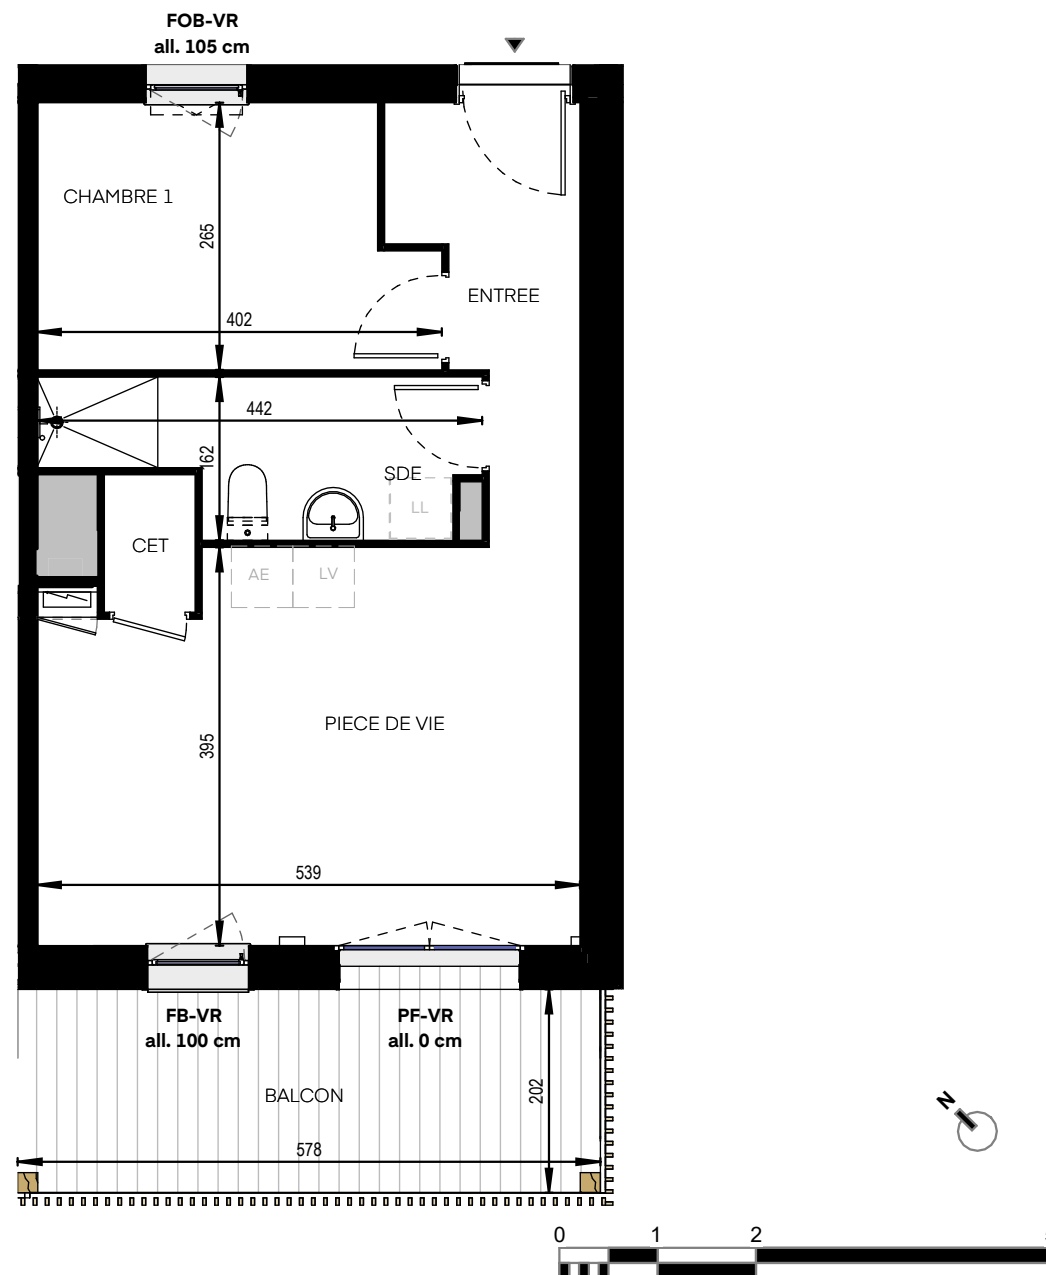 FOB-VR
all. 105 cm
CHAMBRE 1
265
ENTREE
402
442
162
SDE
LL
CET
AE
LV
PIECE DE VIE
395
539
FB-VR
all. 100 cm
PF-VR
all. 0 cm
BALCON
202
578
N
0 1 2